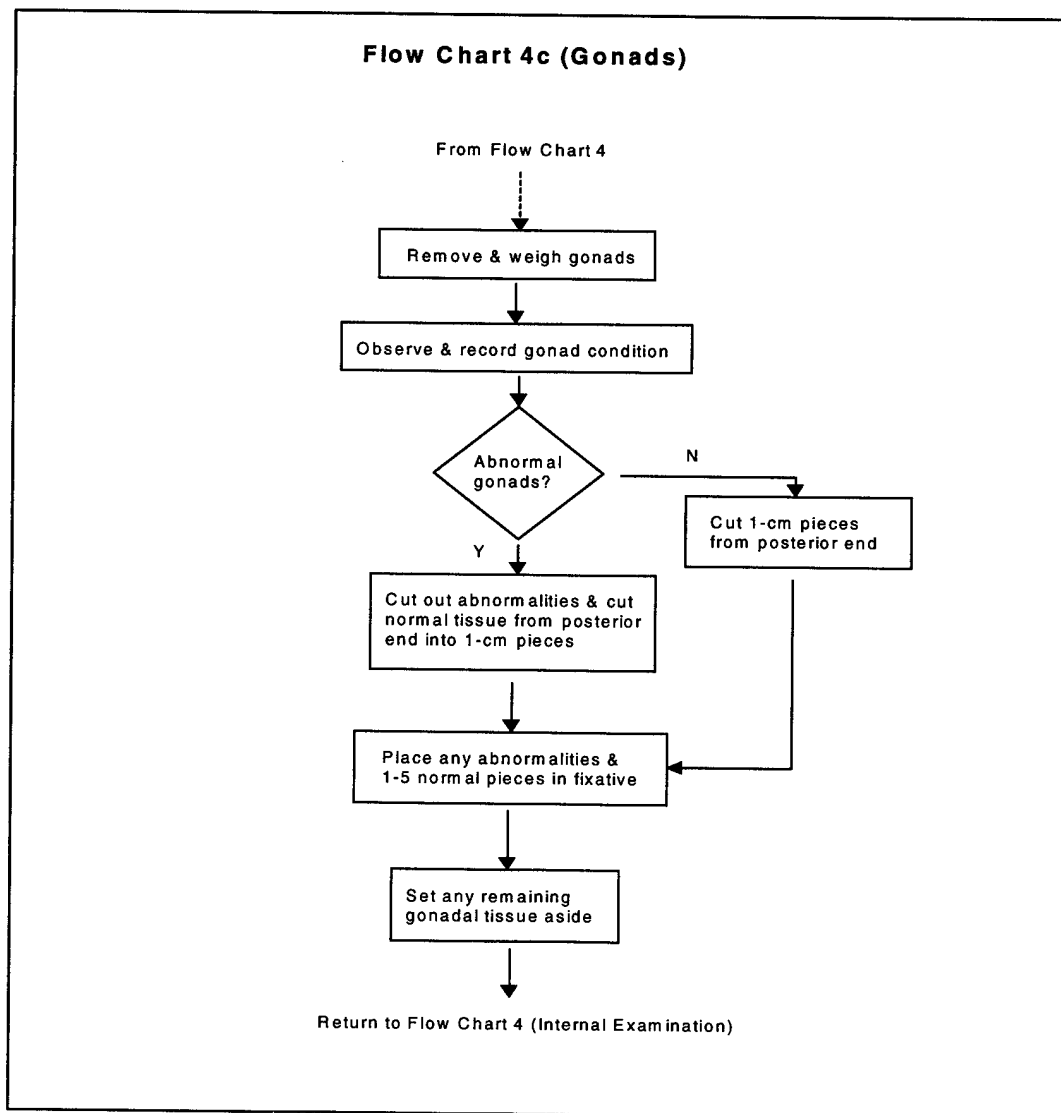 Flow Chart 4c (Gonads)
From Flow Chart 4
Remove & weigh gonads
Observe & record gonad condition
Abnormal
gonads?
N
Cut 1-cm pieces
from posterior end
Y
Cut out abnormalities & cut
normal tissue from posterior
end into 1-cm pieces
Place any abnormalities &
1-5 normal pieces in fixative
Set any remaining
gonadal tissue aside
Return to Flow Chart 4 (Internal Examination)